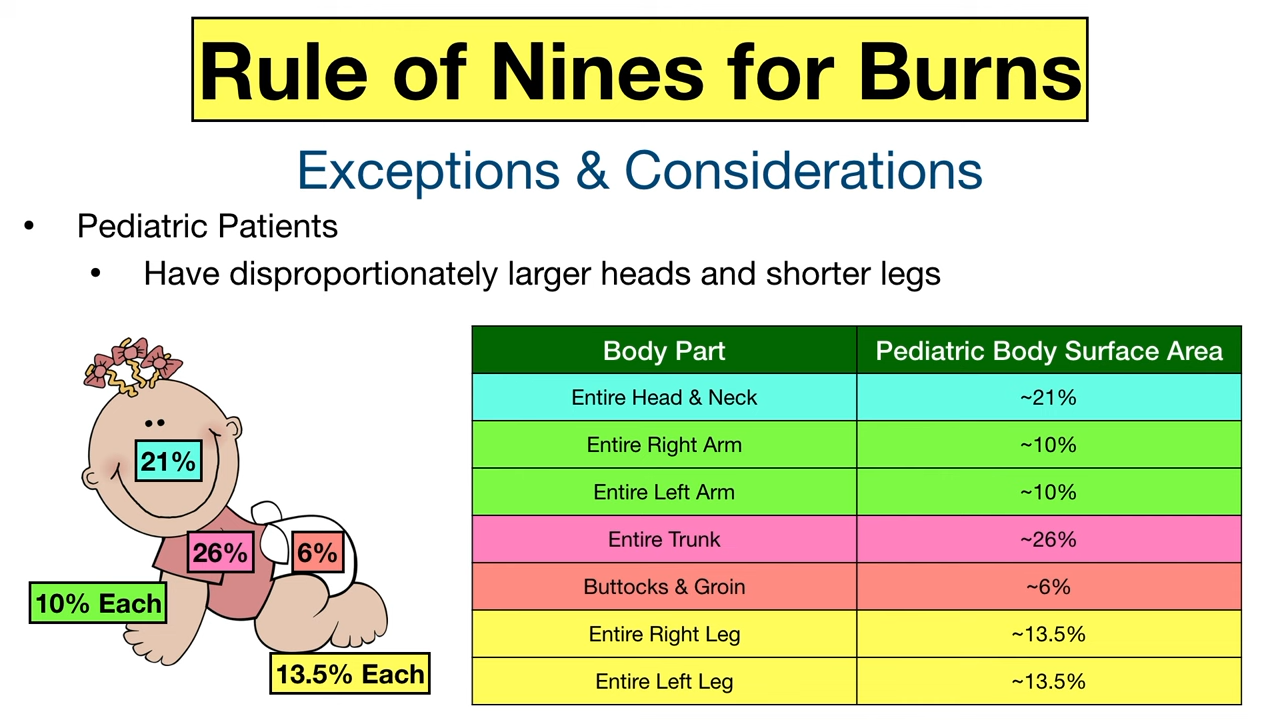 Rule of Nines for Burns
Exceptions & Considerations
• Pediatric Patients
• Have disproportionately larger heads and shorter legs
21%
26%
6%
10% Each
13.5% Each
Body Part Pediatric Body Surface Area
Entire Head & Neck ~21%
Entire Right Arm ~10%
Entire Left Arm ~10%
Entire Trunk ~26%
Buttocks & Groin ~6%
Entire Right Leg ~13.5%
Entire Left Leg ~13.5%